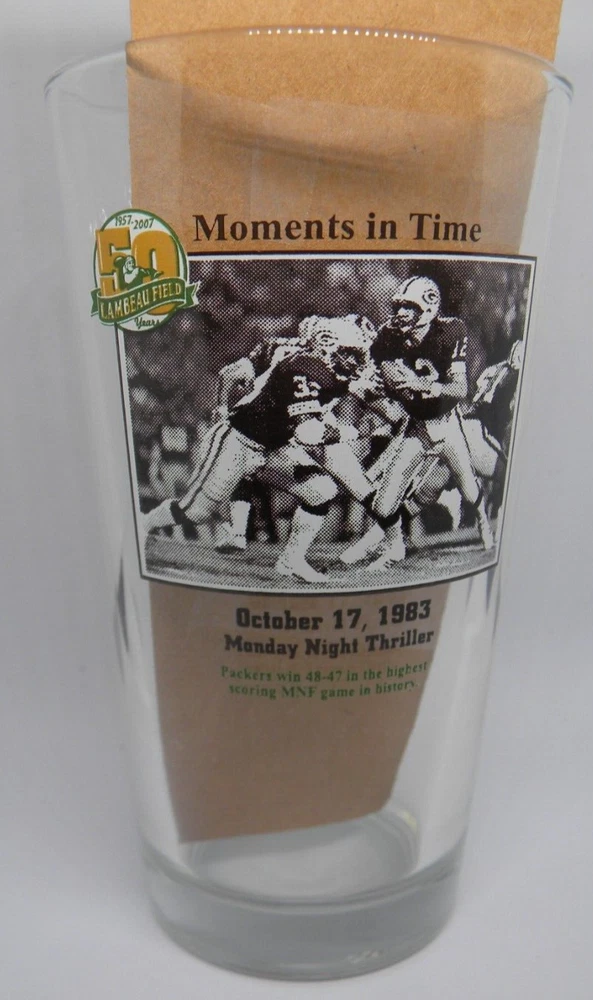 1957-2007
50
LAMBEAU FIELD
Years
Moments in Time
12
October 17, 1983
Monday Night Thriller
Packers win 48-47 in the highest
scoring MNF game in history.